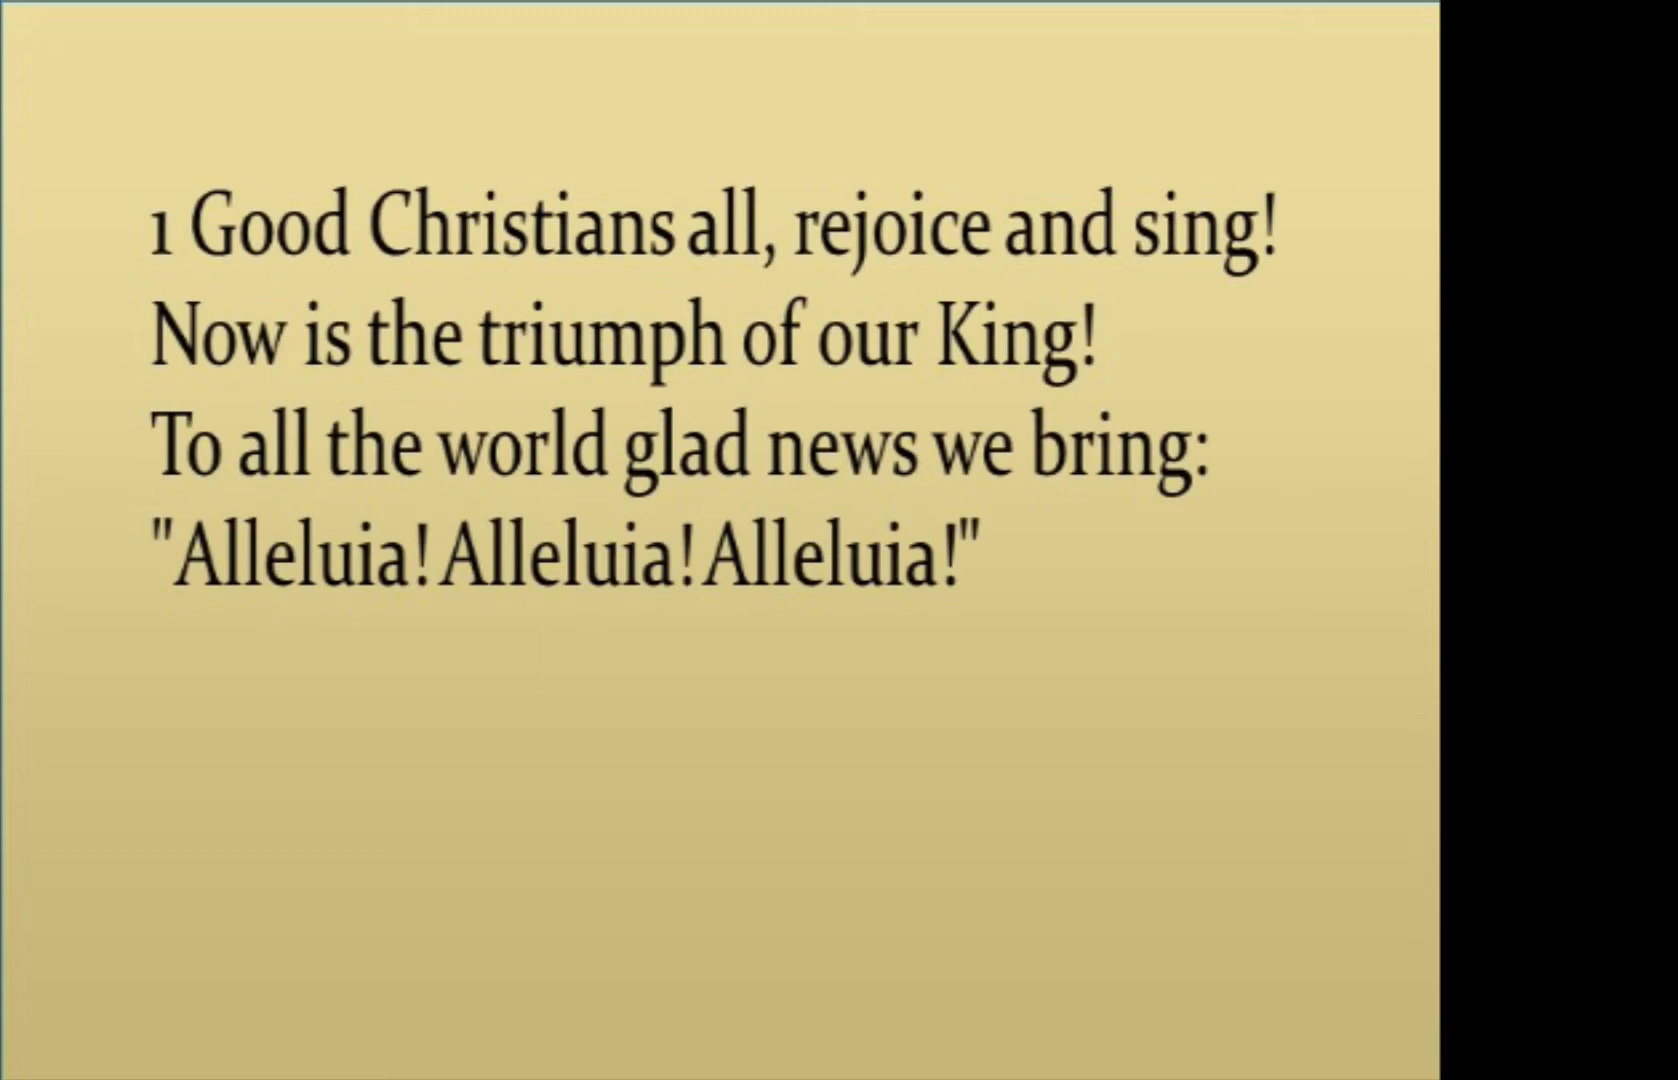 1 Good Christians all, rejoice and sing!
Now is the triumph of our King!
To all the world glad news we bring:
"Alleluia! Alleluia! Alleluia!"